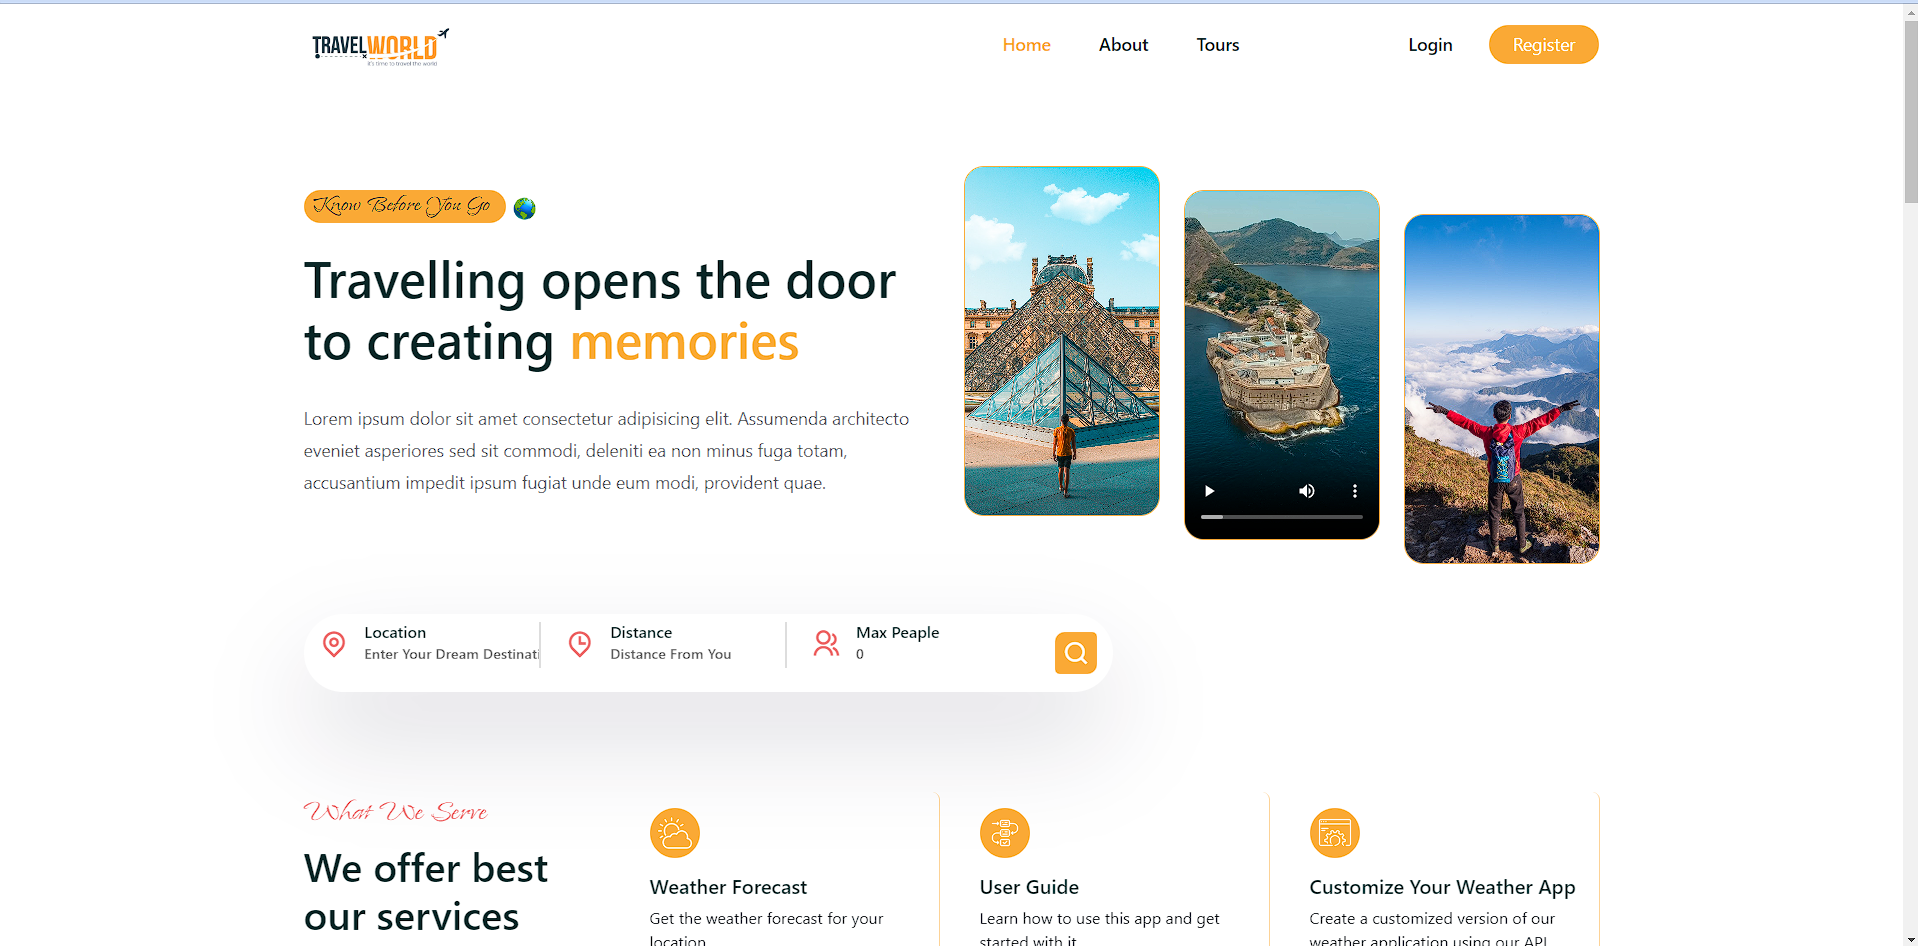 TRAVELWORLD
it's time to travel the world
Home
About
Tours
Login
Register
Know Before You Go
Travelling opens the door
to creating memories
Lorem ipsum dolor sit amet consectetur adipisicing elit. Assumenda architecto
eveniet asperiores sed sit commodi, deleniti ea non minus fuga totam,
accusantium impedit ipsum fugiat unde eum modi, provident quae.
Location
Enter Your Dream Destinati
Distance
Distance From You
Max Peaple
0
What We Serve
We offer best
our services
Weather Forecast
Get the weather forecast for your
location.
User Guide
Learn how to use this app and get
started with it
Customize Your Weather App
Create a customized version of our
weather application using our API